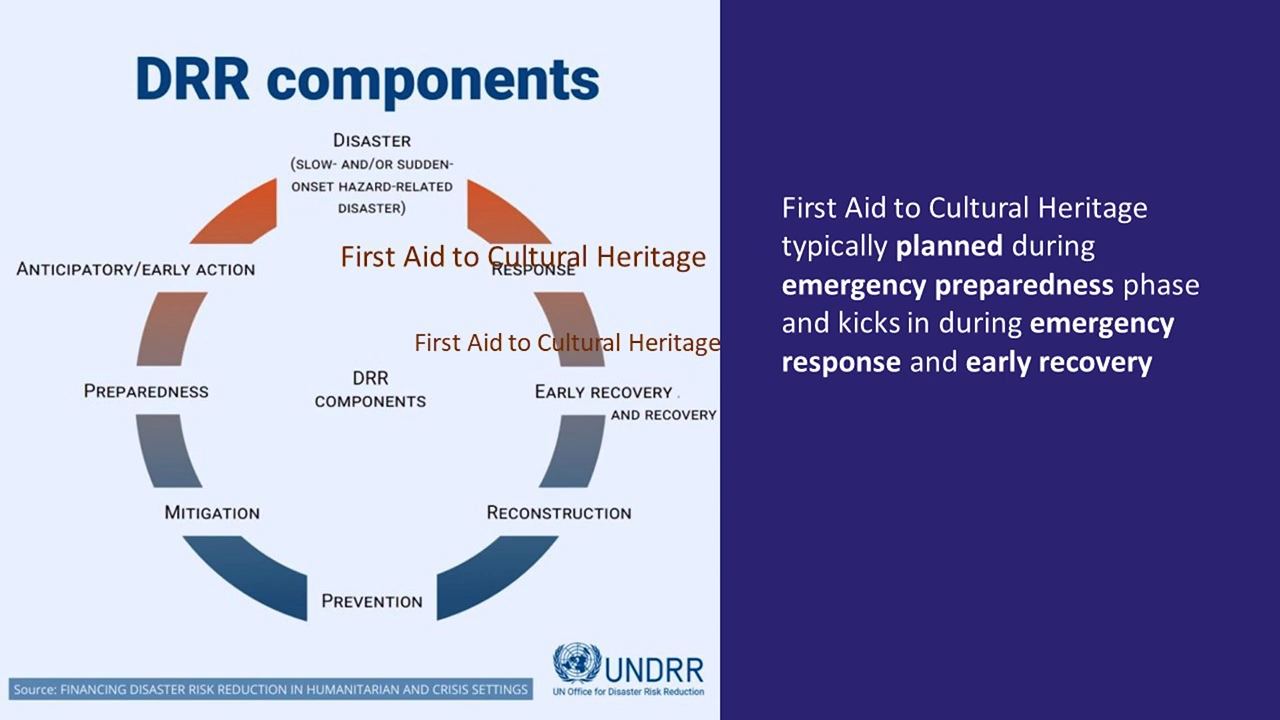 DRR components
DISASTER
(SLOW- AND/OR SUDDEN-
ONSET HAZARD-RELATED
DISASTER)
First Aid to Cultural Heritage
ANTICIPATORY/EARLY ACTION
RESPONSE
First Aid to Cultural Heritage
DRR
COMPONENTS
PREPAREDNESS
EARLY RECOVERY .
AND RECOVERY
MITIGATION
RECONSTRUCTION
PREVENTION
UNDRR
UN Office for Disaster Risk Reduction
Source: FINANCING DISASTER RISK REDUCTION IN HUMANITARIAN AND CRISIS SETTINGS
First Aid to Cultural Heritage
typically planned during
emergency preparedness phase
and kicks in during emergency
response and early recovery